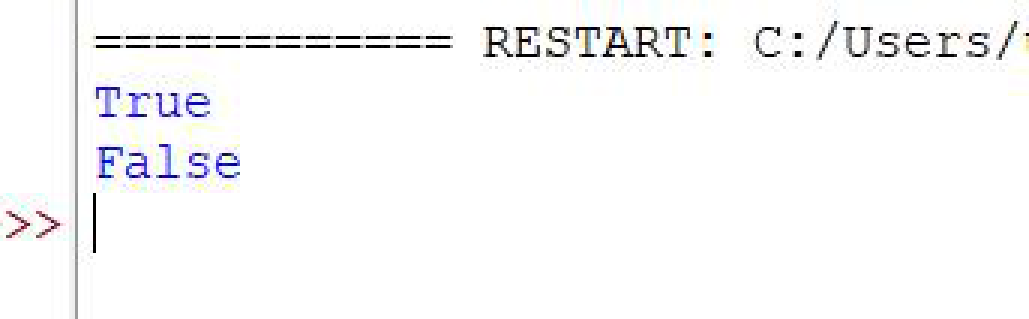 ============ RESTART: C:/Users/
True
False
>>